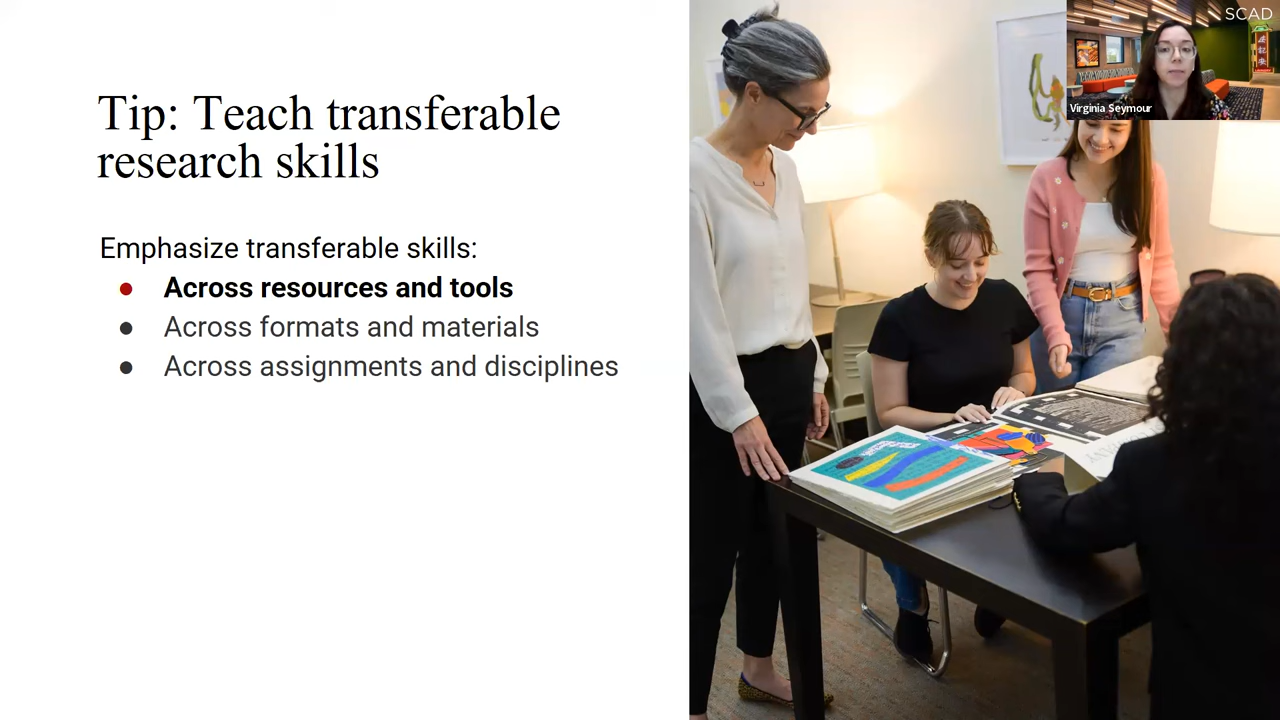 Tip: Teach transferable
research skills
Emphasize transferable skills:
● Across resources and tools
● Across formats and materials
● Across assignments and disciplines
SCAD
Virginia Seymour